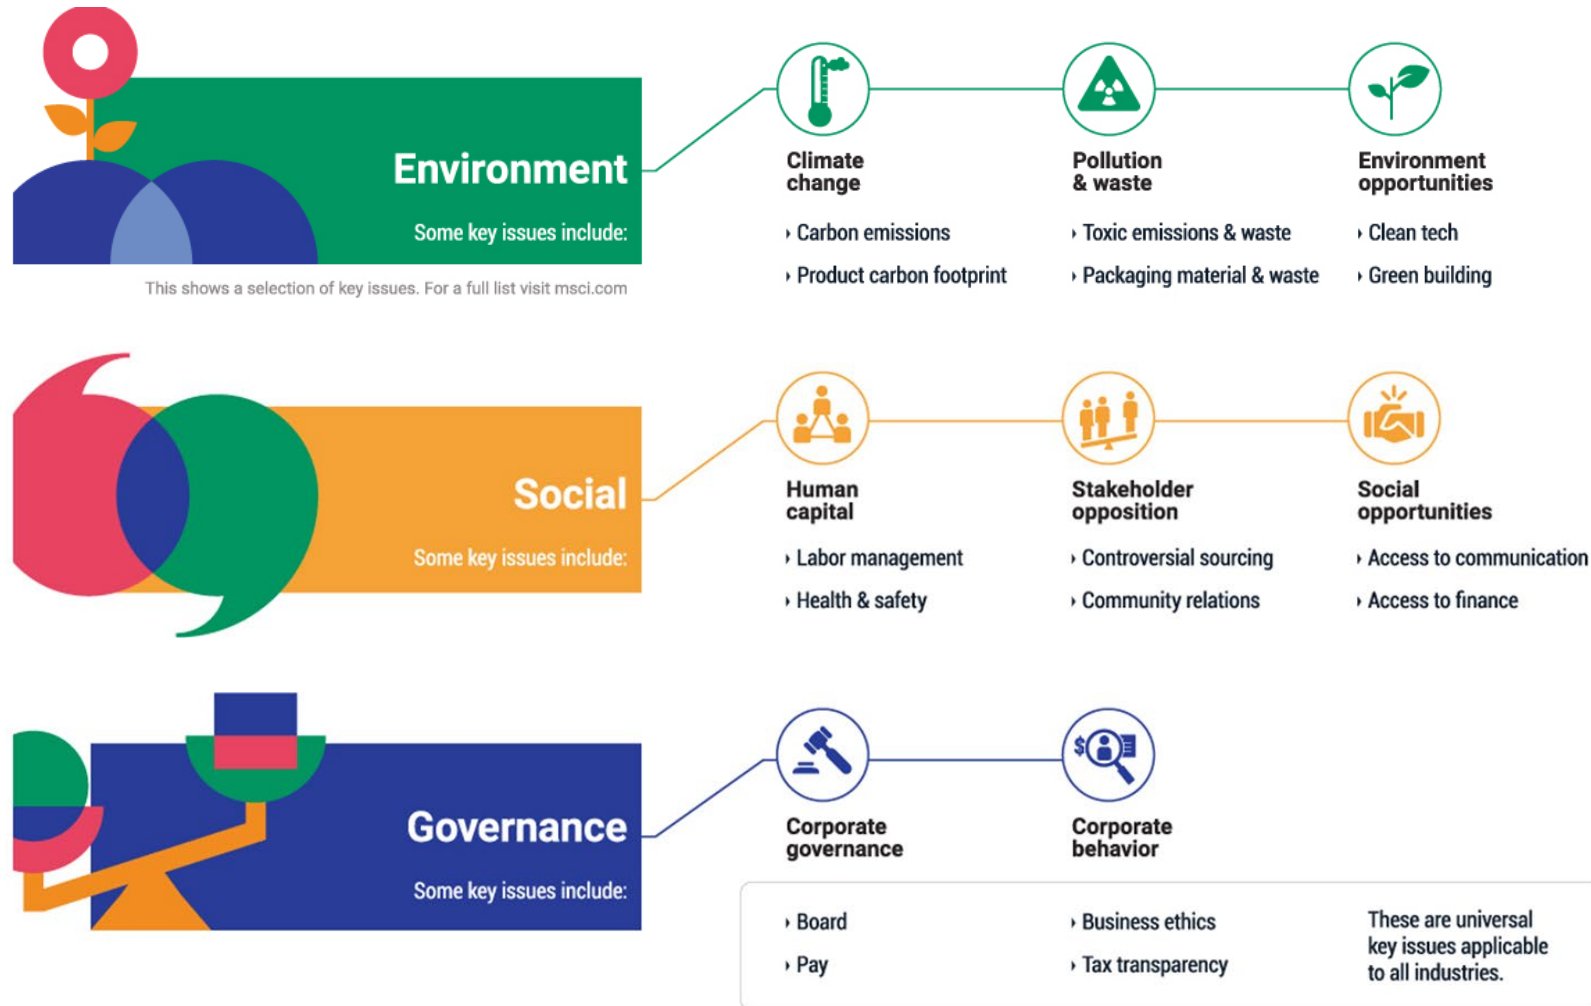 Environment
Some key issues include:
This shows a selection of key issues. For a full list visit msci.com
Climate
change
‣ Carbon emissions
‣ Product carbon footprint
Pollution
& waste
‣ Toxic emissions & waste
‣ Packaging material & waste
Environment
opportunities
‣ Clean tech
‣ Green building
Social
Some key issues include:
Human
capital
‣ Labor management
‣ Health & safety
Stakeholder
opposition
‣ Controversial sourcing
‣ Community relations
Social
opportunities
‣ Access to communication
‣ Access to finance
Governance
Some key issues include:
Corporate
governance
‣ Board
‣ Pay
$
Corporate
behavior
‣ Business ethics
‣ Tax transparency
These are universal
key issues applicable
to all industries.